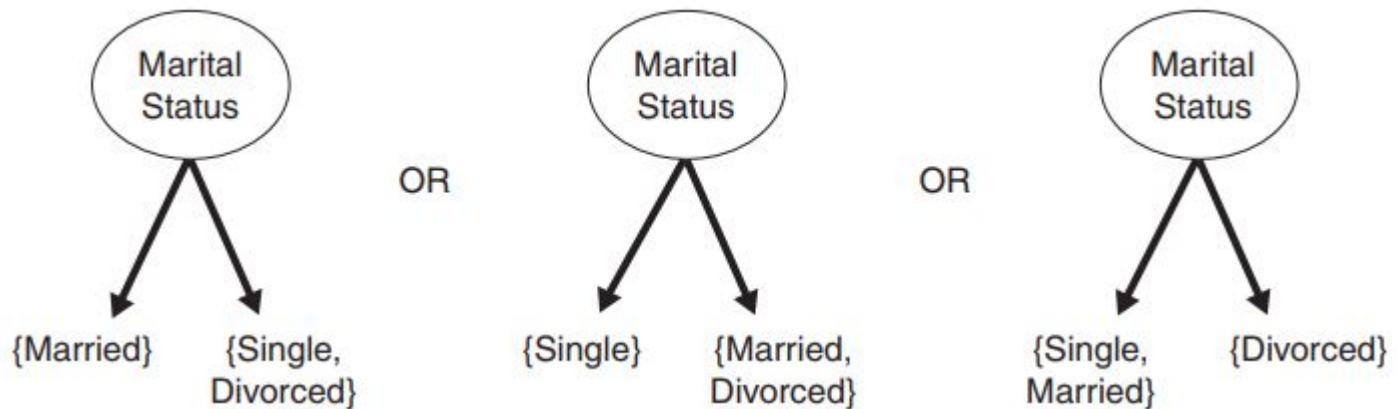 Marital
Status
Marital
Status
Marital
Status
OR
OR
{Married}
{Single,
Divorced}
{Single}
{Married,
Divorced}
{Single,
Married}
{Divorced}